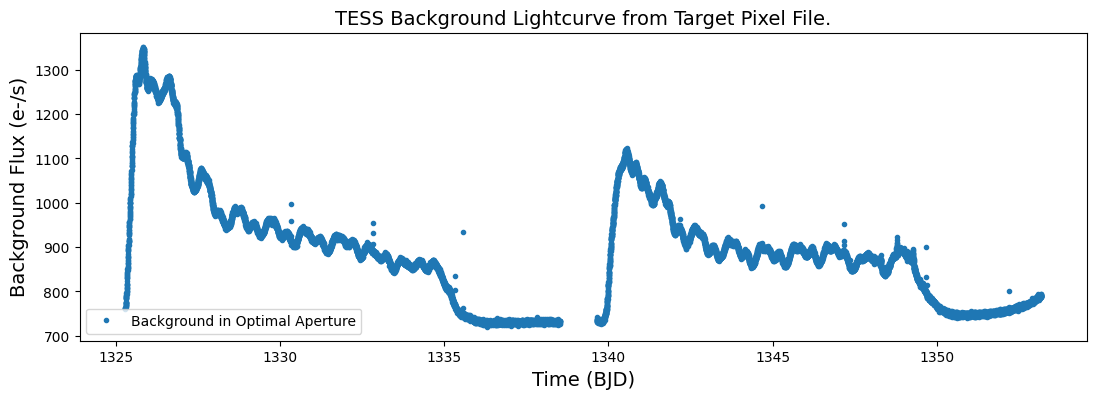 TESS Background Lightcurve from Target Pixel File.
Background Flux (e-/s)
1300
1200
1100
1000
900
800
700
Background in Optimal Aperture
1325 1330 1335 1340 1345 1350
Time (BJD)